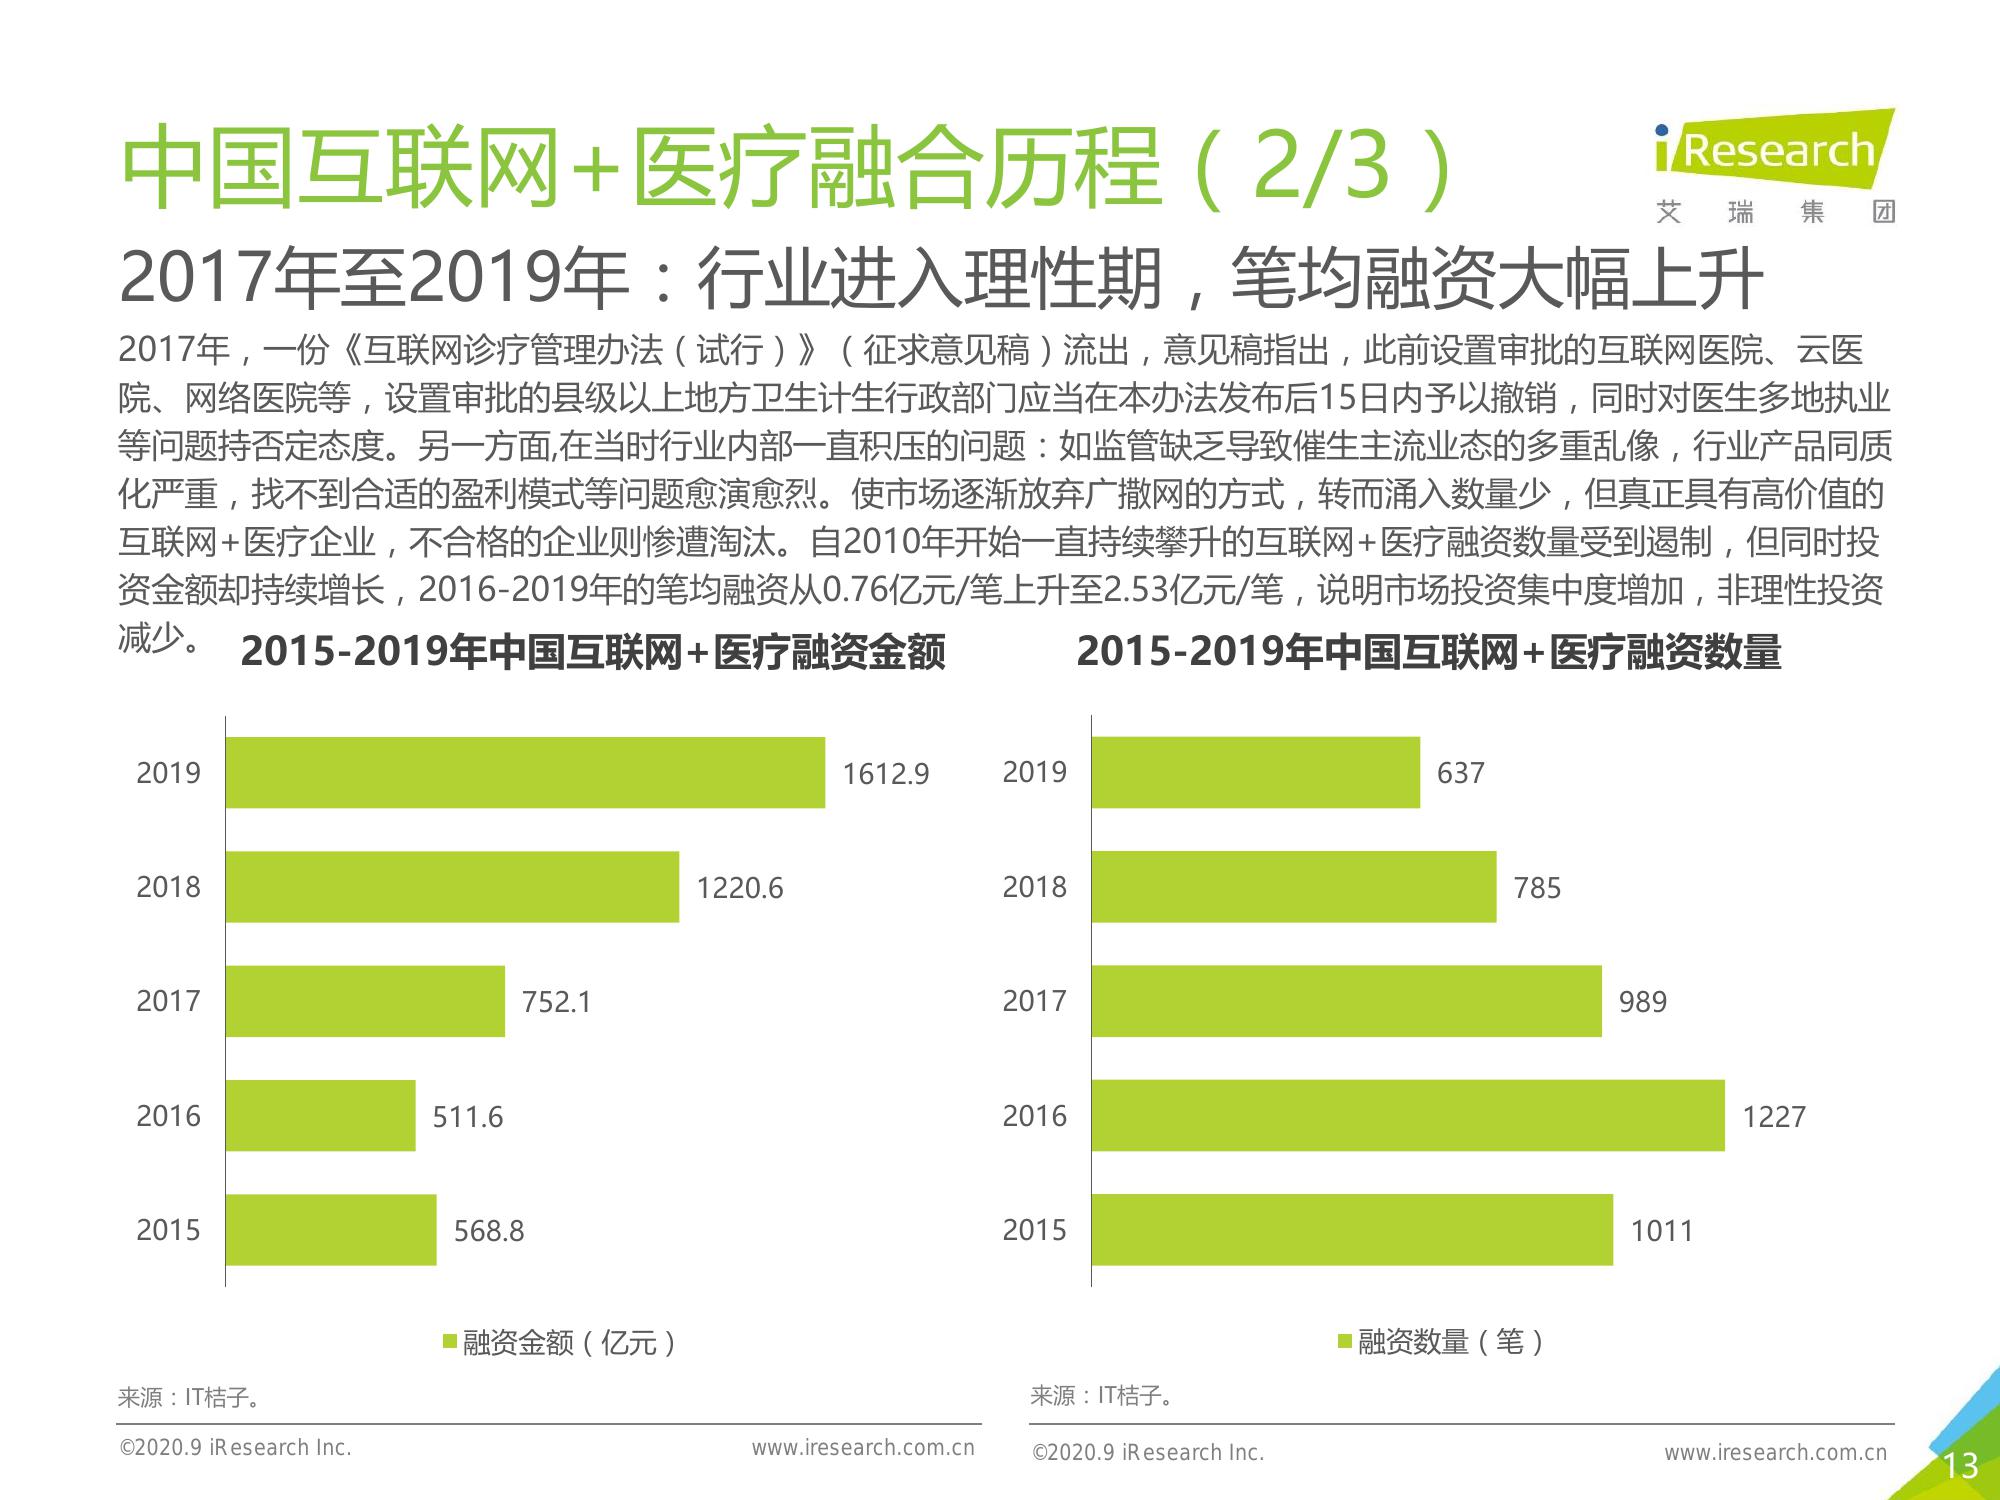 中国互联网+医疗融合历程（2/3）
iResearch
艾瑞集团
2017年至2019年：行业进入理性期，笔均融资大幅上升
2017年，一份《互联网诊疗管理办法（试行）》（征求意见稿）流出，意见稿指出，此前设置审批的互联网医院、云医
院、网络医院等，设置审批的县级以上地方卫生计生行政部门应当在本办法发布后15日内予以撤销，同时对医生多地执业
等问题持否定态度。另一方面,在当时行业内部一直积压的问题：如监管缺乏导致催生主流业态的多重乱像，行业产品同质
化严重，找不到合适的盈利模式等问题愈演愈烈。使市场逐渐放弃广撒网的方式，转而涌入数量少，但真正具有高价值的
互联网+医疗企业，不合格的企业则惨遭淘汰。自2010年开始一直持续攀升的互联网+医疗融资数量受到遏制，但同时投
资金额却持续增长，2016-2019年的笔均融资从0.76亿元/笔上升至2.53亿元/笔，说明市场投资集中度增加，非理性投资
减少。
2015-2019年中国互联网+医疗融资金额
2019 1612.9
2018 1220.6
2017 752.1
2016 511.6
2015 568.8
融资金额（亿元）
来源：IT桔子。
©2020.9 iResearch Inc. www.iresearch.com.cn
2015-2019年中国互联网+医疗融资数量
2019 637
2018 785
2017 989
2016 1227
2015 1011
融资数量（笔）
来源：IT桔子。
©2020.9 iResearch Inc. www.iresearch.com.cn
13